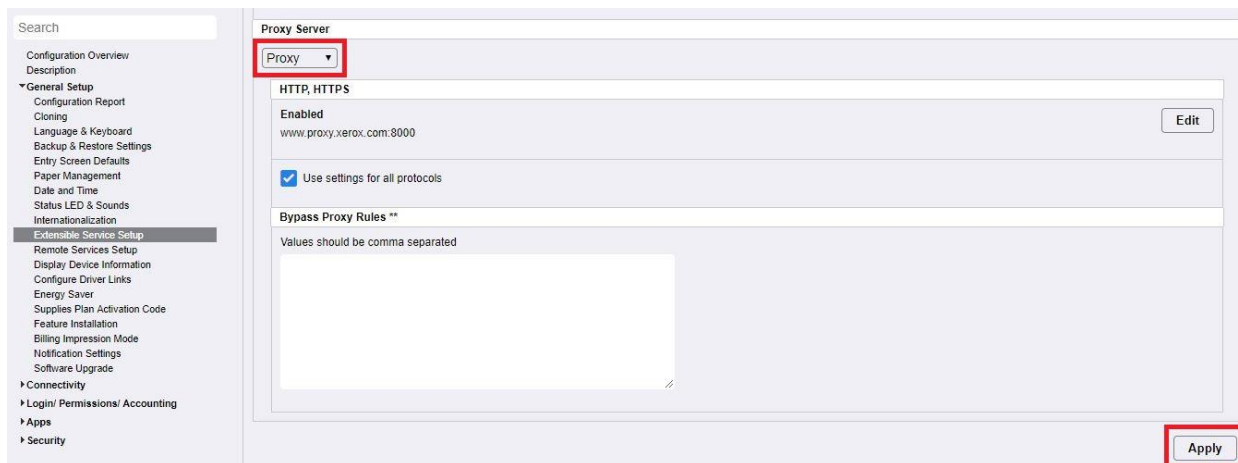 Search
Configuration Overview
Description
General Setup
Configuration Report
Cloning
Language & Keyboard
Backup & Restore Settings
Entry Screen Defaults
Paper Management
Date and Time
Status LED & Sounds
Internationalization
Extensible Service Setup
Remote Services Setup
Display Device Information
Configure Driver Links
Energy Saver
Supplies Plan Activation Code
Feature Installation
Billing Impression Mode
Notification Settings
Software Upgrade
Connectivity
Login/ Permissions/ Accounting
Apps
Security
Proxy Server
Proxy
HTTP, HTTPS
Enabled
www.proxy.xerox.com:8000
Edit
Use settings for all protocols
Bypass Proxy Rules **
Values should be comma separated
Apply